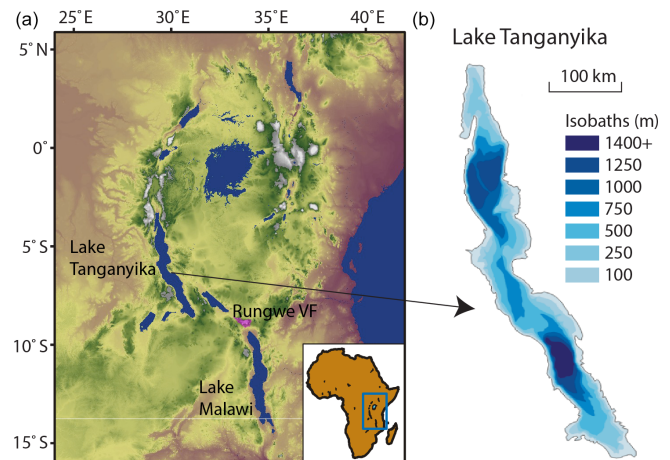 (a)
25°E
30°E
35°E
40°E
5°N
0°
5°S
10°S
15°S
Lake
Tanganyika
Rungwe VF
Lake
Malawi
(b)
Lake Tanganyika
100 km
Isobaths (m)
1400+
1250
1000
750
500
250
100